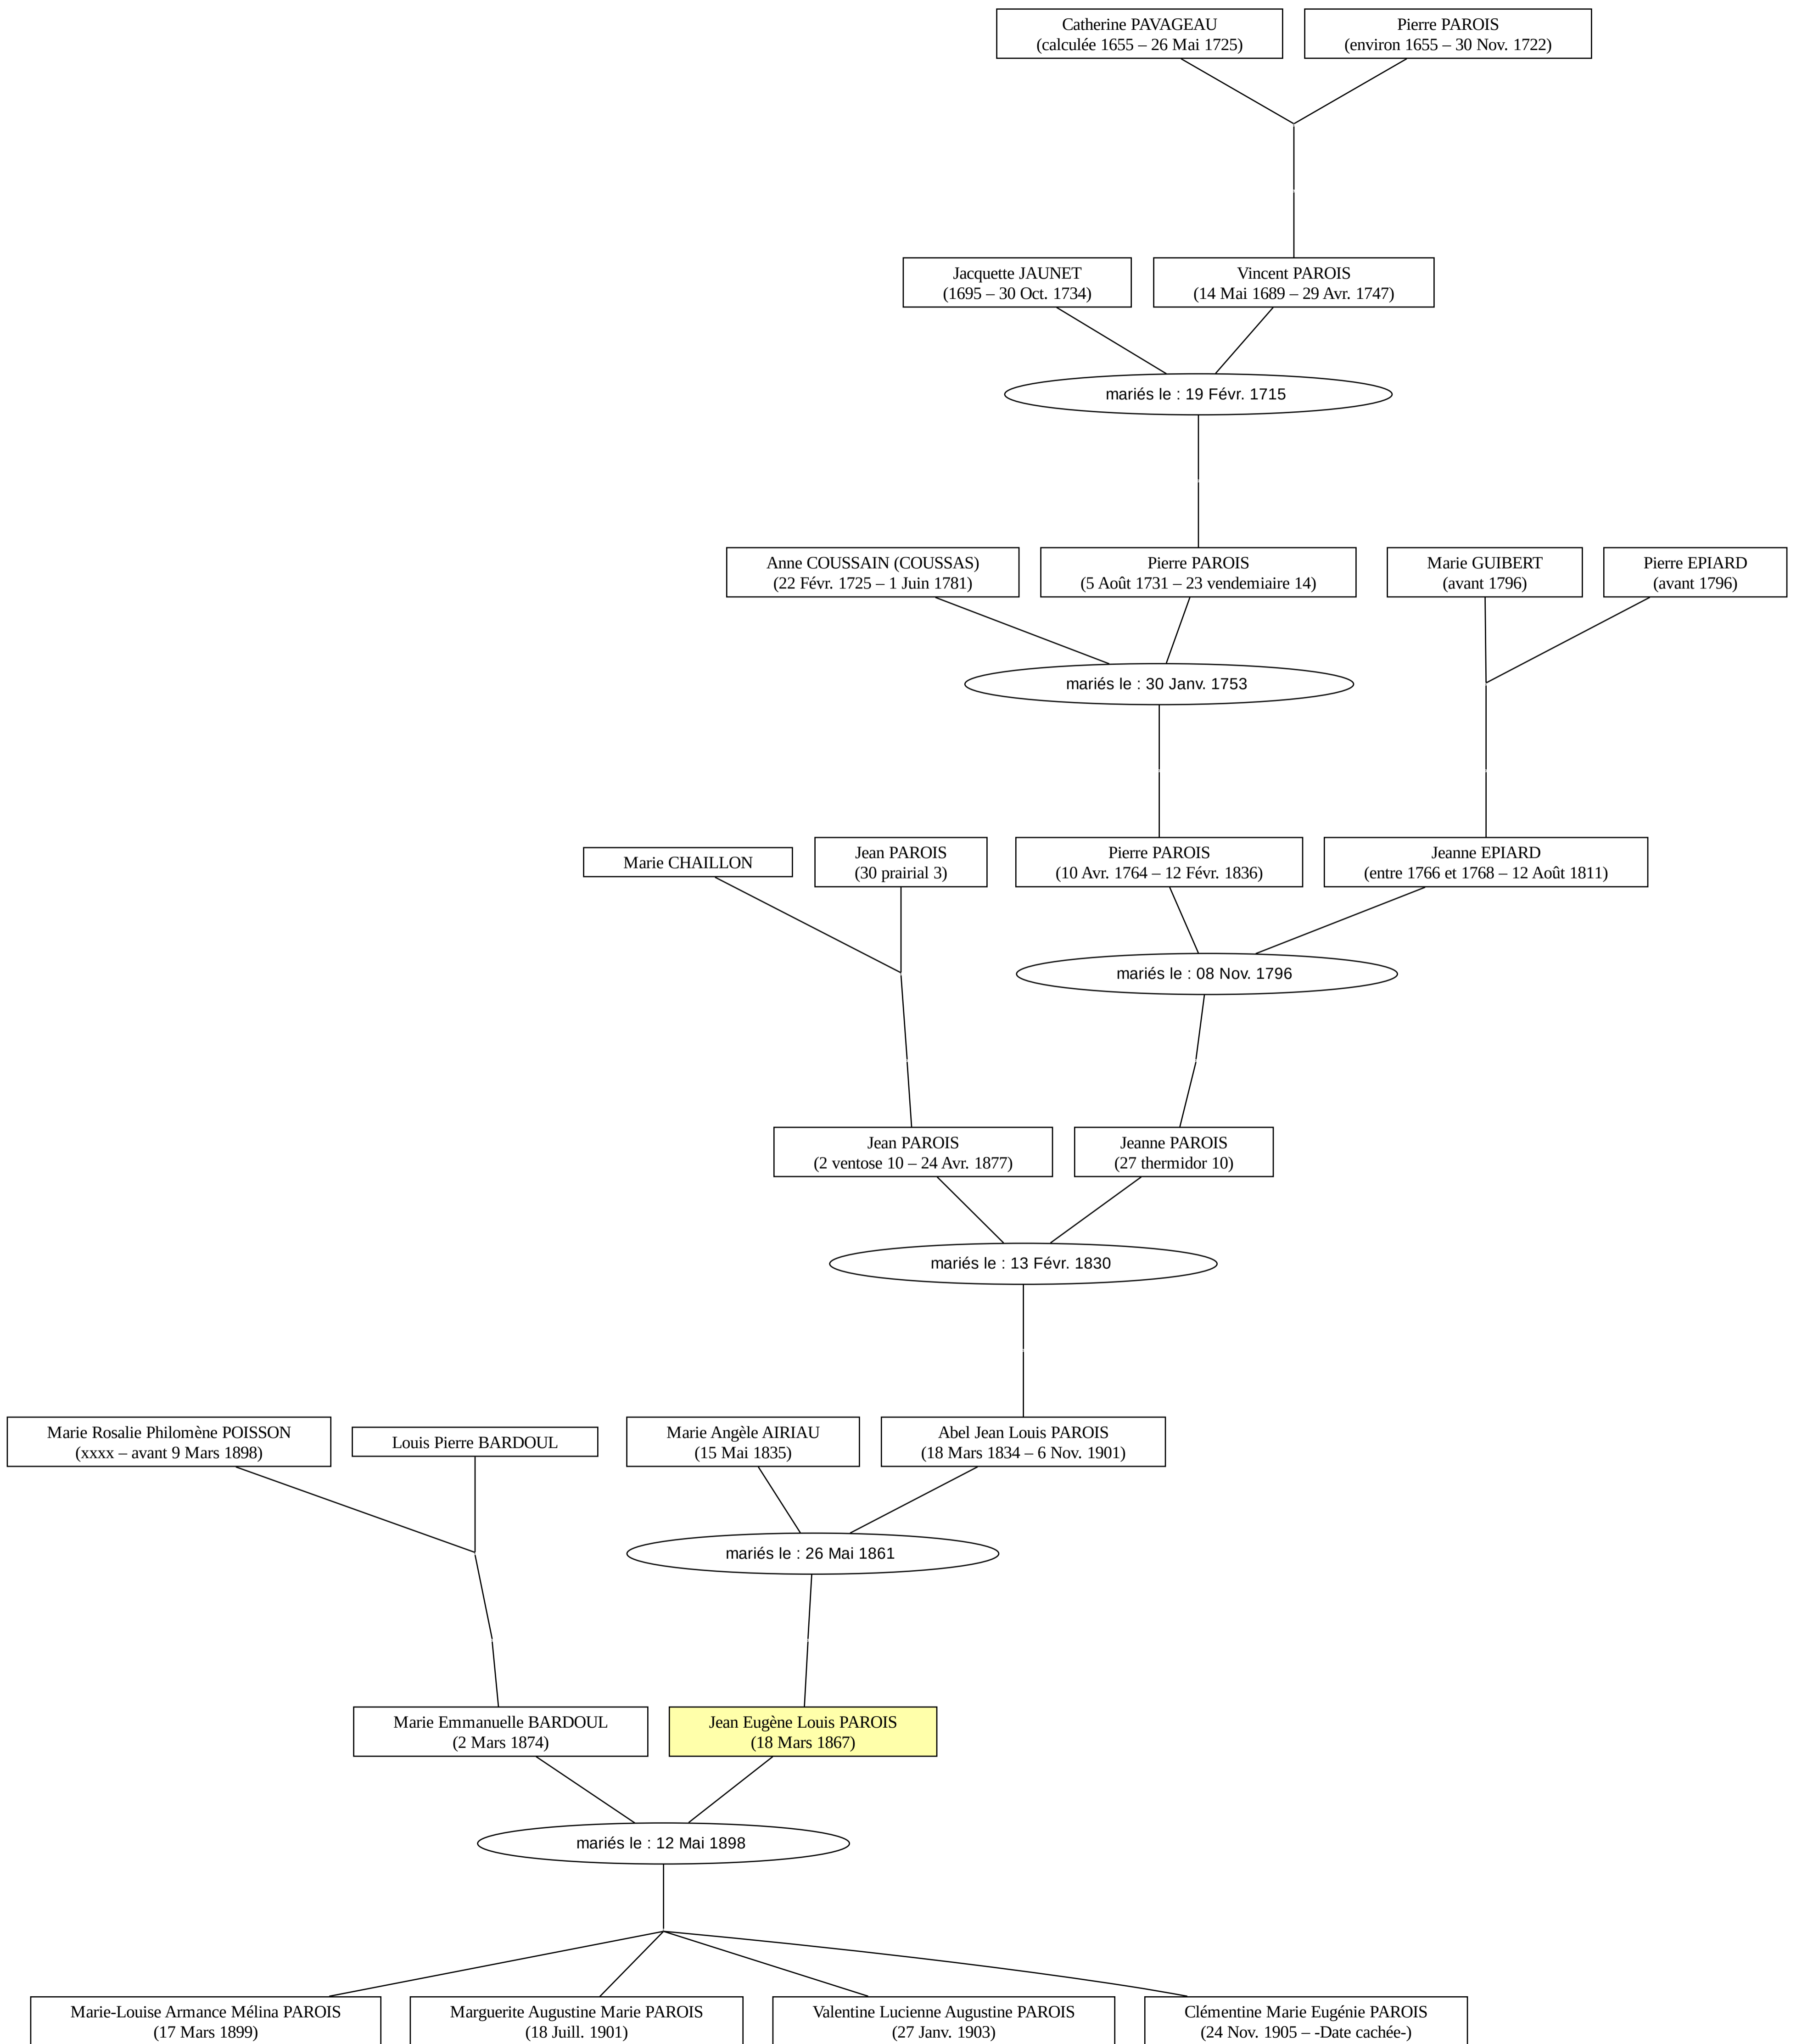 Catherine PAVAGEAU
(calculée 1655 – 26 Mai 1725)
Pierre PAROIS
(environ 1655 – 30 Nov. 1722)
Jacquette JAUNET
(1695 – 30 Oct. 1734)
Vincent PAROIS
(14 Mai 1689 – 29 Avr. 1747)
mariés le : 19 Févr. 1715
Anne COUSSAIN (COUSSAS)
(22 Févr. 1725 – 1 Juin 1781)
Pierre PAROIS
(5 Août 1731 – 23 vendemiaire 14)
Marie GUIBERT
(avant 1796)
Pierre EPIARD
(avant 1796)
mariés le : 30 Janv. 1753
Marie CHAILLON
Jean PAROIS
(30 prairial 3)
Pierre PAROIS
(10 Avr. 1764 – 12 Févr. 1836)
Jeanne EPIARD
(entre 1766 et 1768 – 12 Août 1811)
mariés le : 08 Nov. 1796
Jean PAROIS
(2 ventose 10 – 24 Avr. 1877)
Jeanne PAROIS
(27 thermidor 10)
mariés le : 13 Févr. 1830
Marie Rosalie Philomène POISSON
(xxxx – avant 9 Mars 1898)
Louis Pierre BARDOUL
Marie Angèle AIRIAU
(15 Mai 1835)
Abel Jean Louis PAROIS
(18 Mars 1834 – 6 Nov. 1901)
mariés le : 26 Mai 1861
Marie Emmanuelle BARDOUL
(2 Mars 1874)
Jean Eugène Louis PAROIS
(18 Mars 1867)
mariés le : 12 Mai 1898
Marie-Louise Armance Mélina PAROIS
(17 Mars 1899)
Marguerite Augustine Marie PAROIS
(18 Juill. 1901)
Valentine Lucienne Augustine PAROIS
(27 Janv. 1903)
Clémentine Marie Eugénie PAROIS
(24 Nov. 1905 – -Date cachée-)